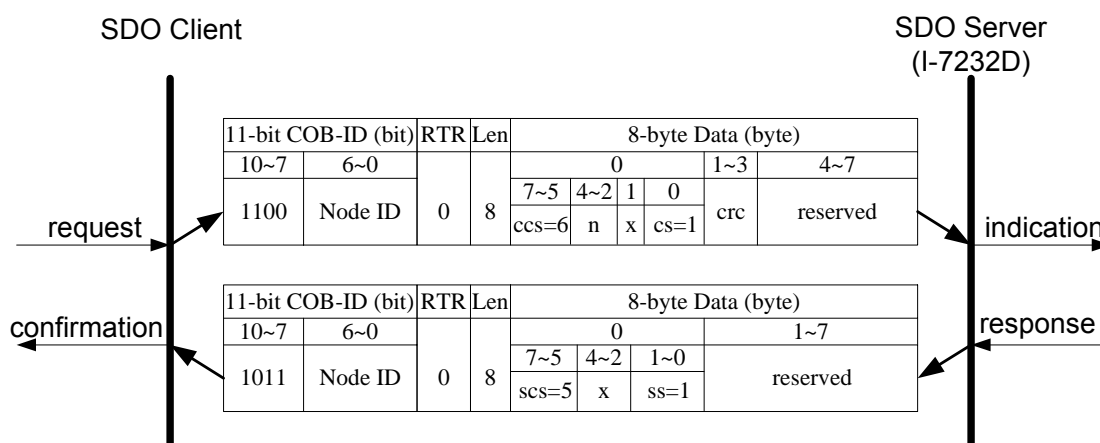 SDO Client
SDO Server
(I-7232D)
11-bit COB-ID (bit) RTR Len 8-byte Data (byte)
10~7 6~0 0 1~3 4~7
7~5 4~2 1 0
1100 Node ID 0 8 crc reserved
ccs=6 n x cs=1
request
indication
11-bit COB-ID (bit) RTR Len 8-byte Data (byte)
10~7 6~0 0 1~7
7~5 4~2 1~0
1011 Node ID 0 8 reserved
scs=5 x ss=1
confirmation
response